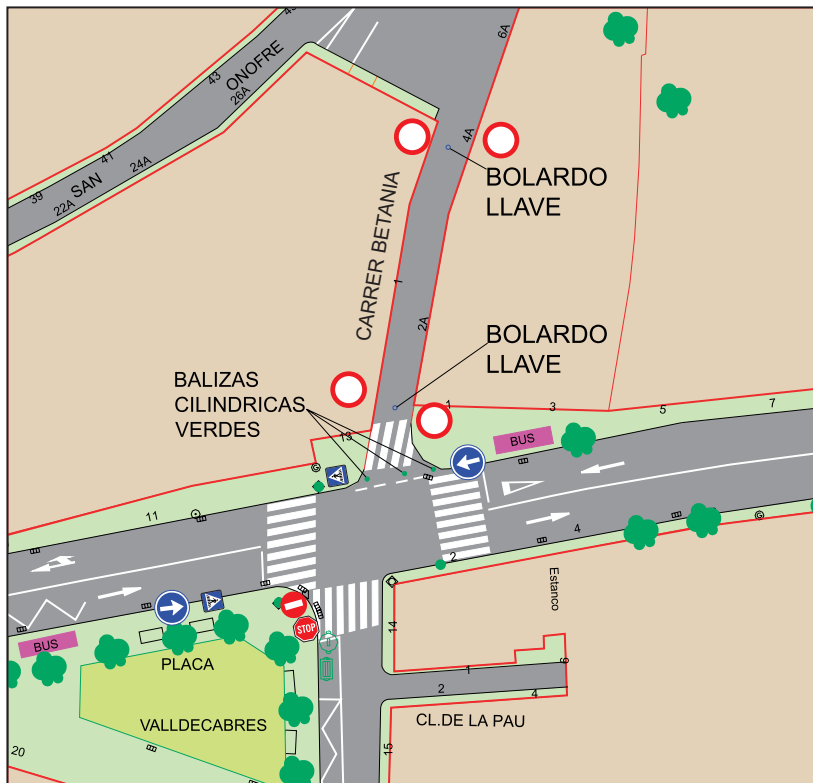 45
6A
ONOFRE
43
26A
4A
41
24A
SAN
39
22A
BOLARDO
LLAVE
CARRER BETANIA
1
2A
BOLARDO
LLAVE
BALIZAS
CILINDRICAS
VERDES
1
3
5
7
13
BUS
11
4
2
Estanco
STOP
14
BUS
PLACA
1
6
2
4
VALLDECABRES
CL.DE LA PAU
20
15